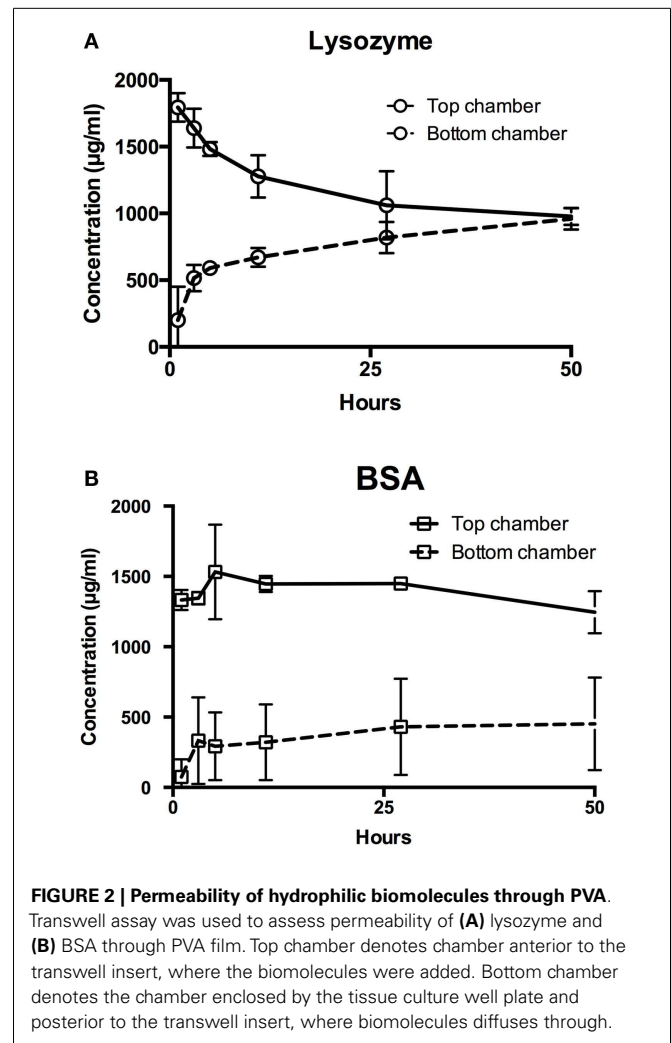 A
Lysozyme
2000
1500
1000
500
0
Concentration (µg/ml)
Top chamber
Bottom chamber
0 25 50
Hours
B
BSA
2000
1500
1000
500
0
Concentration (µg/ml)
Top chamber
Bottom chamber
0 25 50
Hours
FIGURE 2 | Permeability of hydrophilic biomolecules through PVA.
Transwell assay was used to assess permeability of (A) lysozyme and
(B) BSA through PVA film. Top chamber denotes chamber anterior to the
transwell insert, where the biomolecules were added. Bottom chamber
denotes the chamber enclosed by the tissue culture well plate and
posterior to the transwell insert, where biomolecules diffuses through.